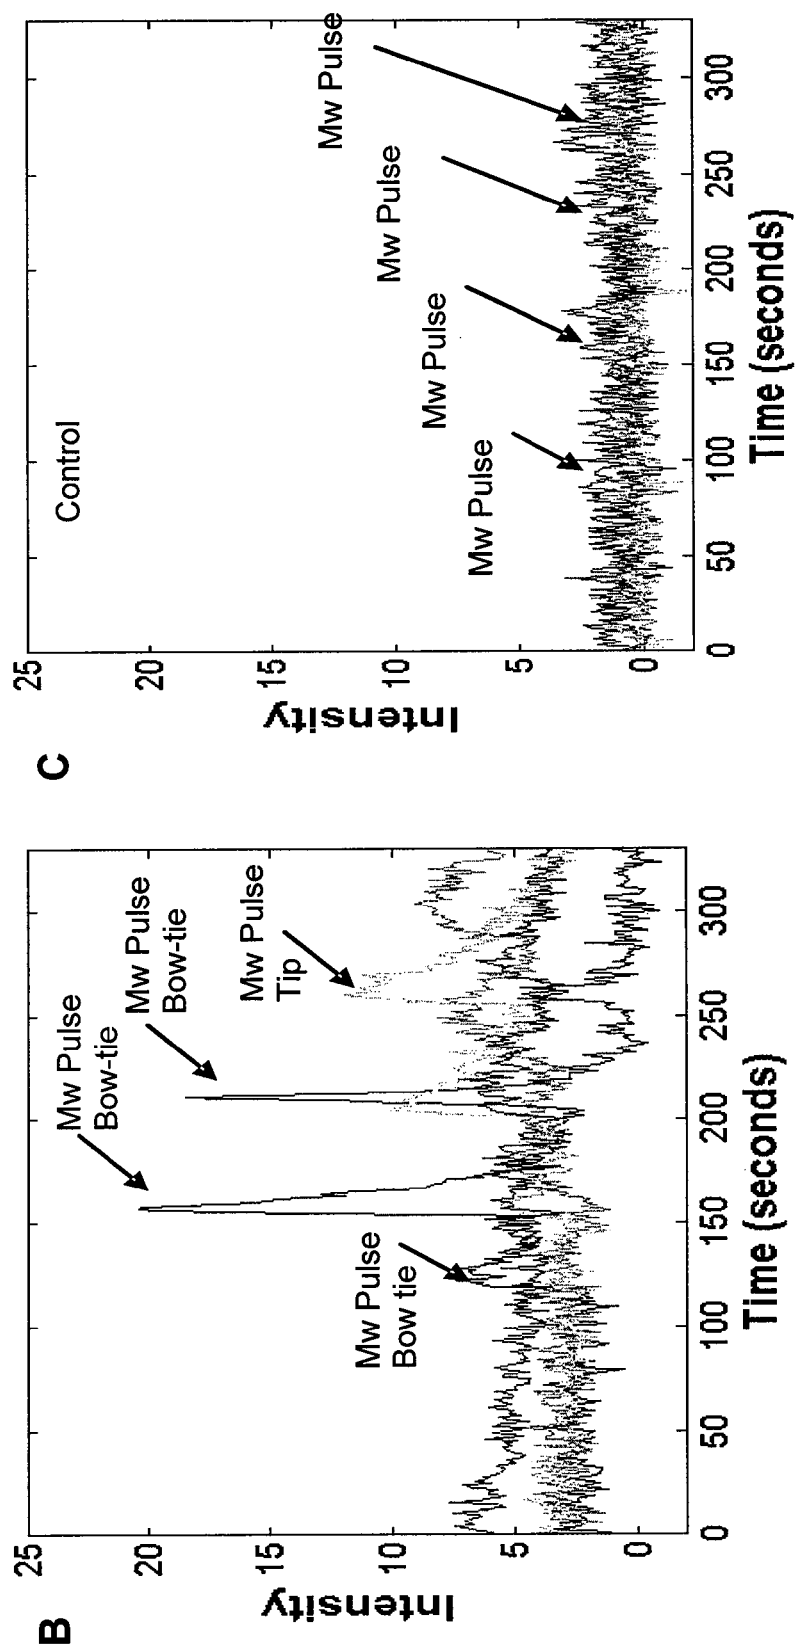 B
25
20
15
10
5
0
Intensity
0
50
100
150
200
250
300
Time (seconds)
Mw Pulse
Bow tie
Mw Pulse
Bow-tie
Mw Pulse
Bow-tie
Mw Pulse
Tip
C
25
20
15
10
5
0
Intensity
0
50
100
150
200
250
300
Time (seconds)
Control
Mw Pulse
Mw Pulse
Mw Pulse
Mw Pulse